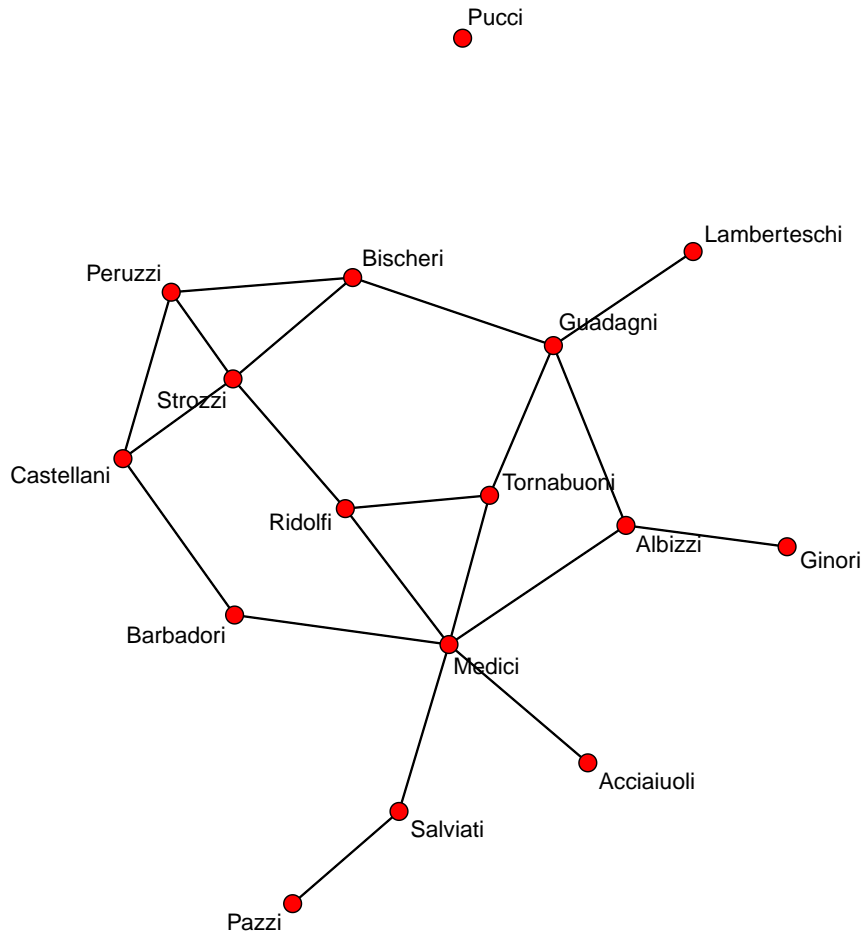 Pucci
Lamberteschi
Bischeri
Peruzzi
Guadagni
Strozzi
Castellani
Tornabuoni
Ridolfi
Albizzi
Ginori
Barbadori
Medici
Acciaiuoli
Salviati
Pazzi